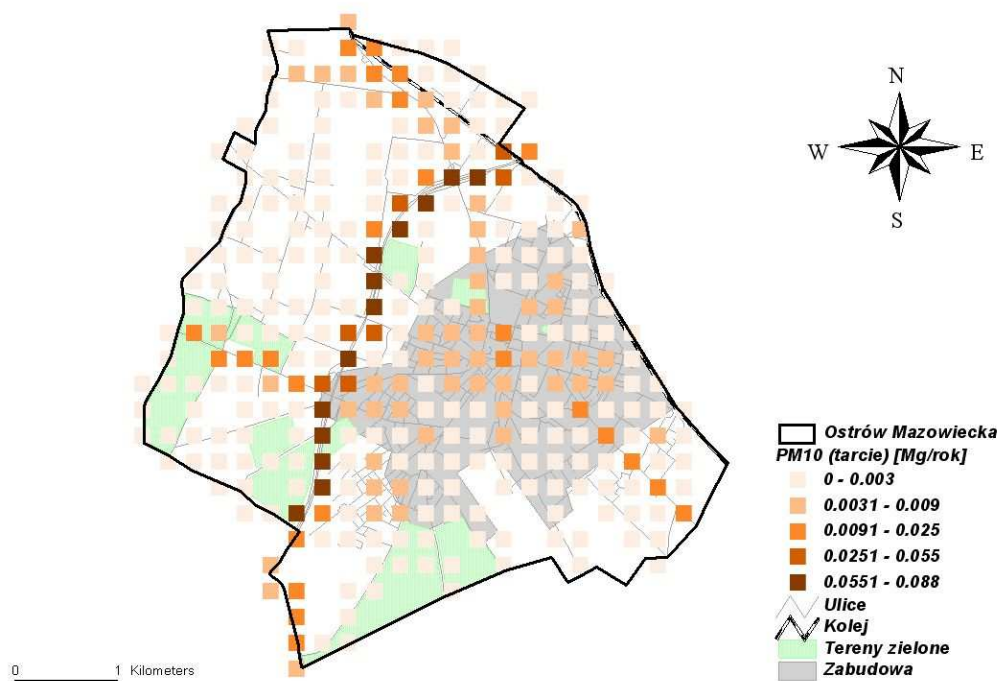 N
W E
S
Ostrów Mazowiecka
PM10 (tarcie) [Mg/rok]
0 - 0.003
0.0031 - 0.009
0.0091 - 0.025
0.0251 - 0.055
0.0551 - 0.088
Ulice
Kolej
Tereny zielone
Zabudowa
0 1 Kilometers